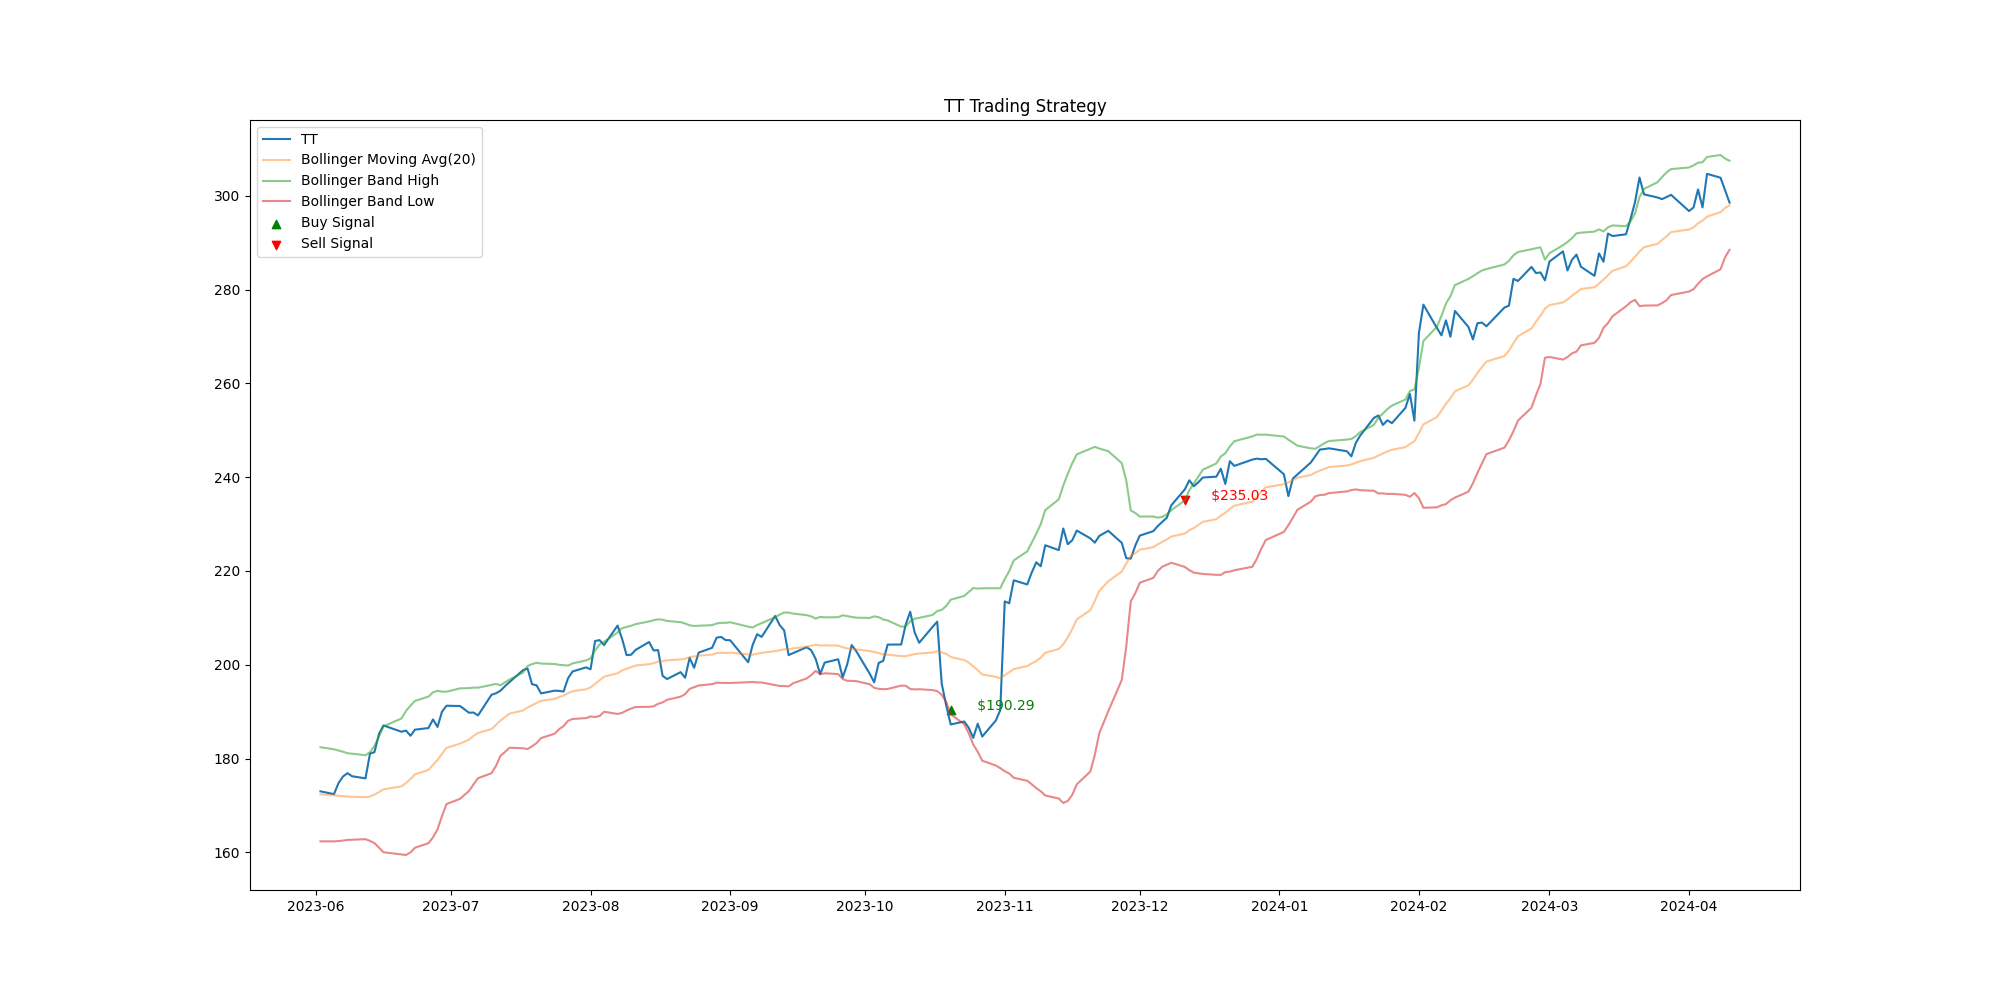 TT Trading Strategy
TT
Bollinger Moving Avg(20)
Bollinger Band High
Bollinger Band Low
Buy Signal
Sell Signal
300
280
260
240
220
200
180
160
$235.03
$190.29
2023-06 2023-07 2023-08 2023-09 2023-10 2023-11 2023-12 2024-01 2024-02 2024-03 2024-04